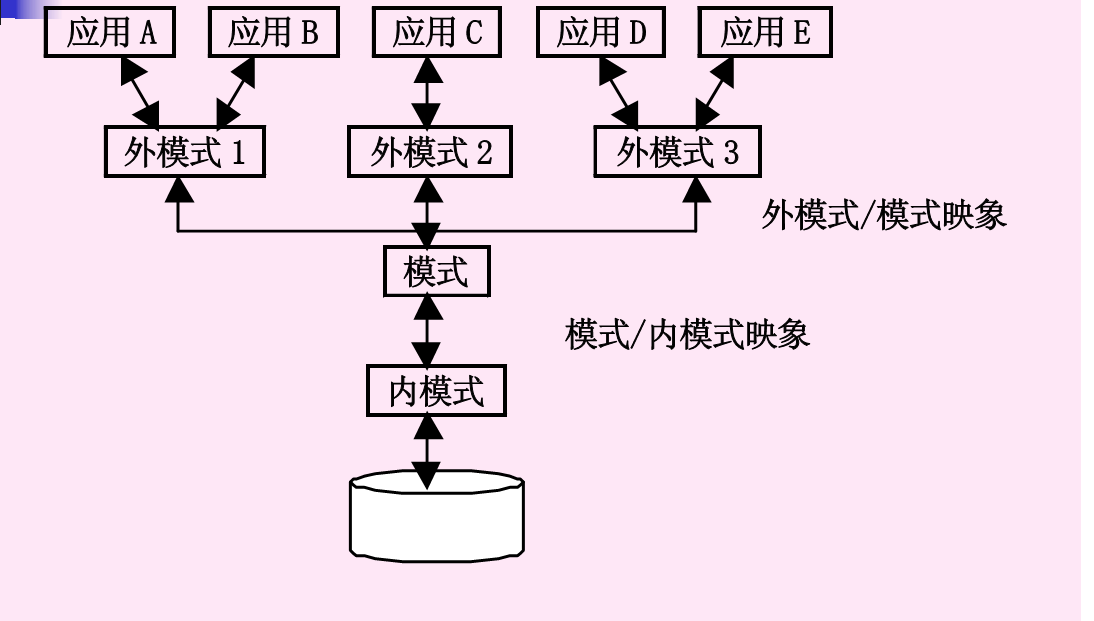 应用 A
应用 B
应用 C
应用 D
应用 E
外模式 1
外模式 2
外模式 3
外模式/模式映象
模式
模式/内模式映象
内模式